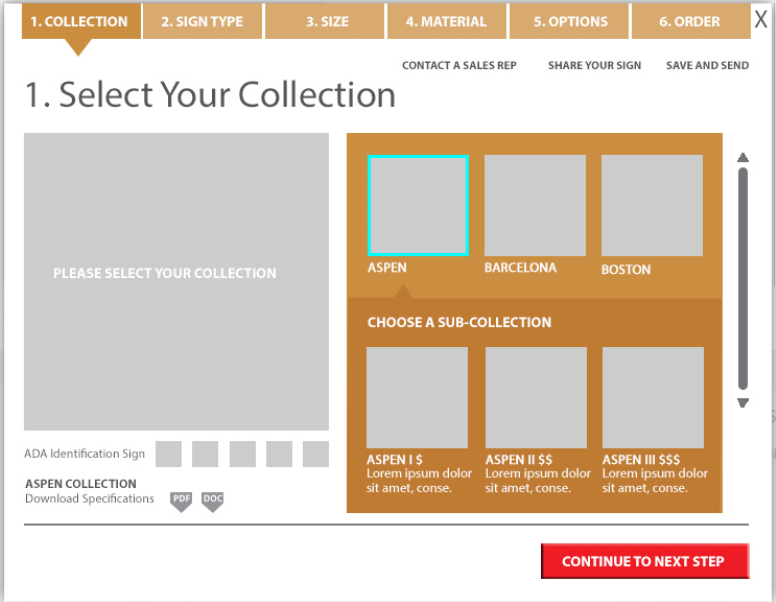 1. COLLECTION
2. SIGN TYPE
3. SIZE
4. MATERIAL
5. OPTIONS
6. ORDER
X
CONTACT A SALES REP
SHARE YOUR SIGN
SAVE AND SEND
1. Select Your Collection
PLEASE SELECT YOUR COLLECTION
ADA Identification Sign
ASPEN COLLECTION
Download Specifications
PDF
DOC
ASPEN
BARCELONA
BOSTON
CHOOSE A SUB-COLLECTION
ASPEN I $
Lorem ipsum dolor
sit amet, conse.
ASPEN II $$
Lorem ipsum dolor
sit amet, conse.
ASPEN III $$$
Lorem ipsum dolor
sit amet, conse.
CONTINUE TO NEXT STEP